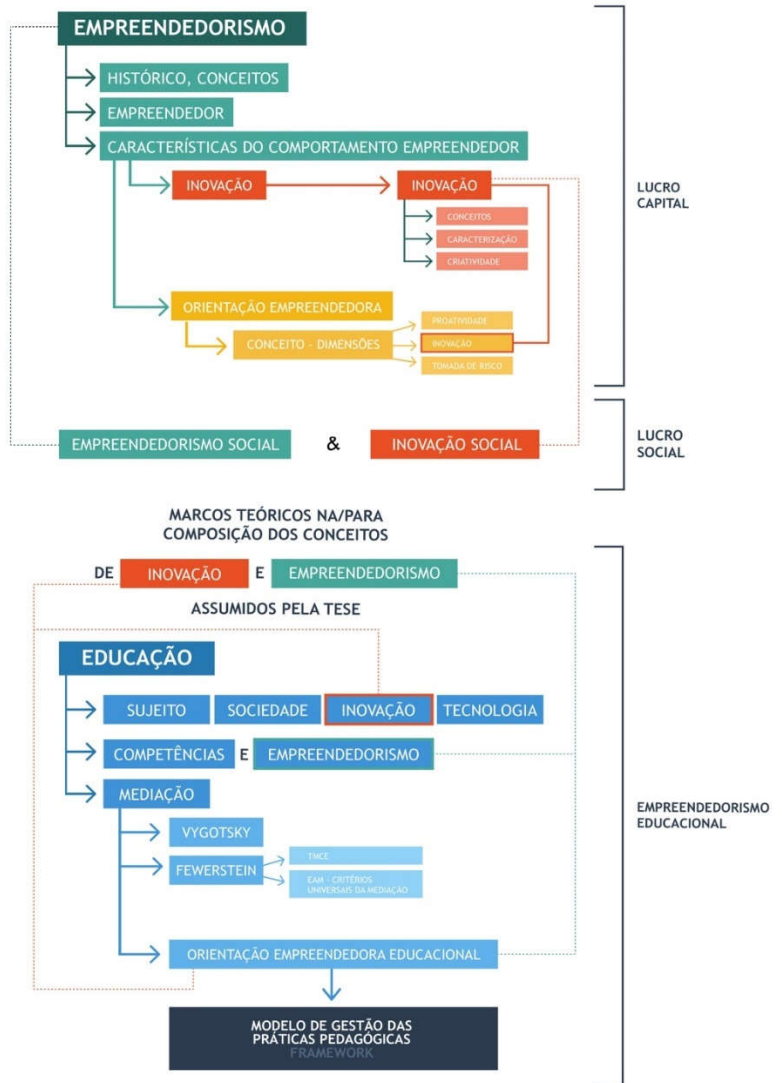 EMPREENDEDORISMO
HISTÓRICO, CONCEITOS
EMPREENDEDOR
CARACTERÍSTICAS DO COMPORTAMENTO EMPREENDEDOR
INOVAÇÃO
INOVAÇÃO
CONCEITOS
CARACTERIZAÇÃO
CRIATIVIDADE
LUCRO
CAPITAL
ORIENTAÇÃO EMPREENDEDORA
CONCEITO - DIMENSÕES
PROATIVIDADE
INOVAÇÃO
TOMADA DE RISCO
EMPREENDEDORISMO SOCIAL
&
INOVAÇÃO SOCIAL
LUCRO
SOCIAL
MARCOS TEÓRICOS NA/PARA
COMPOSIÇÃO DOS CONCEITOS
DE INOVAÇÃO E EMPREENDEDORISMO
ASSUMIDOS PELA TESE
EDUCAÇÃO
SUJEITO
SOCIEDADE
INOVAÇÃO
TECNOLOGIA
COMPETÊNCIAS E EMPREENDEDORISMO
MEDIAÇÃO
VYGOTSKY
FEWERSTEIN
TMCE
EAM - CRITÉRIOS
UNIVERSAIS DA MEDIAÇÃO
EMPREENDEDORISMO
EDUCACIONAL
ORIENTAÇÃO EMPREENDEDORA EDUCACIONAL
MODELO DE GESTÃO DAS
PRÁTICAS PEDAGÓGICAS
FRAMEWORK